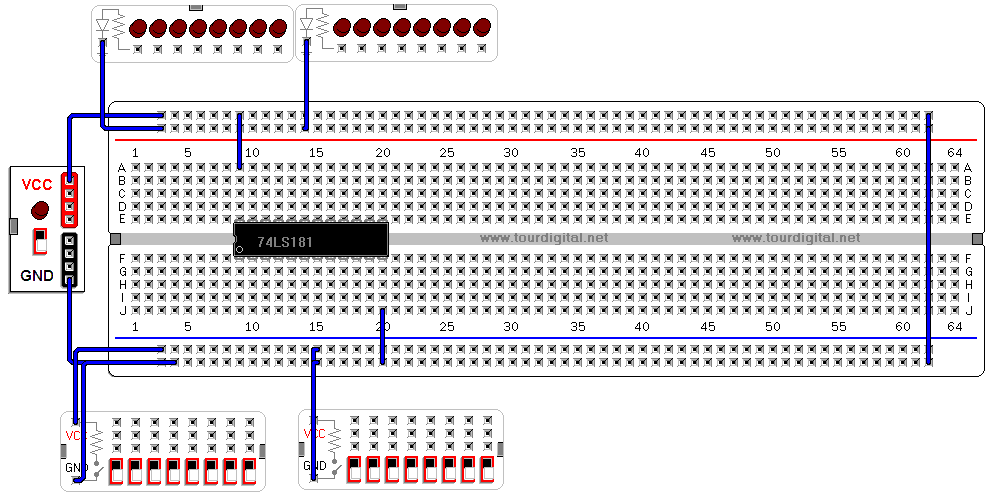 1 5 10 15 20 25 30 35 40 45 50 55 60 64
A A
B B
VCC
C C
D D
E E
74LS181 www.tourdigital.net www.tourdigital.net
F F
G G
GND
H H
I I
J J
1 5 10 15 20 25 30 35 40 45 50 55 60 64
VCC VCC
GND GND